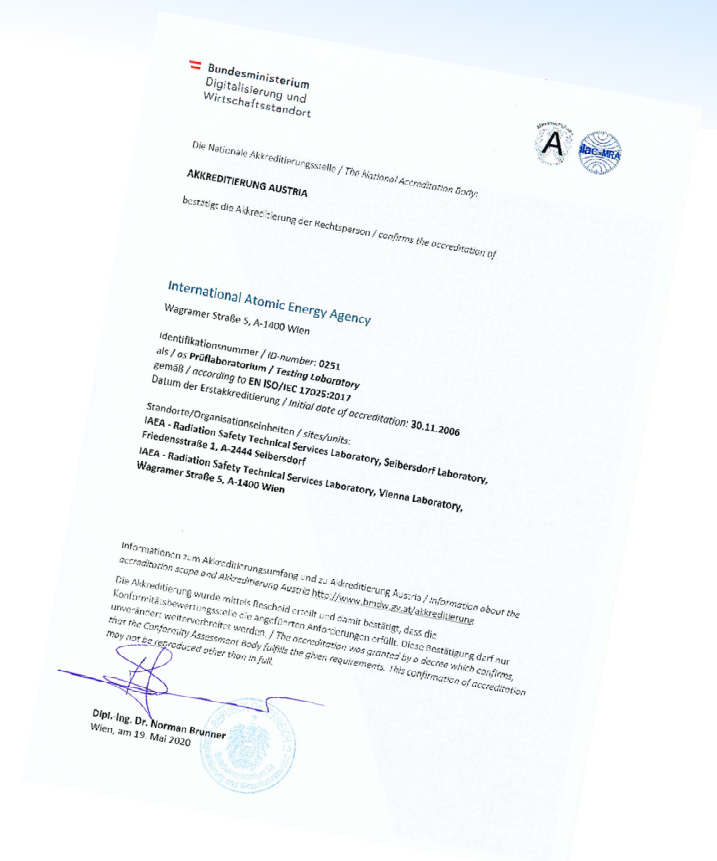 Bundesministerium
Digitalisierung und
Wirtschaftsstandort
A
ilac-MRA
Die Nationale Akkreditierungsstelle / The National Accreditation Body:
AKKREDITIERUNG AUSTRIA
bestätigt die Akkreditierung der Rechtsperson / confirms the accreditation of
International Atomic Energy Agency
Wagramer Straße 5, A-1400 Wien
Identifikationsnummer / ID-number: 0251
als / as Prüflaboratorium / Testing Laboratory
gemäß / according to EN ISO/IEC 17025:2017
Datum der Erstakkreditierung / Initial date of accreditation: 30.11.2006
Standorte/Organisationseinheiten / sites/units:
IAEA - Radiation Safety Technical Services Laboratory, Seibersdorf Laboratory,
Friedensstraße 1, A-2444 Seibersdorf
IAEA - Radiation Safety Technical Services Laboratory, Vienna Laboratory,
Wagramer Straße 5, A-1400 Wien
Informationen zum Akkreditierungsumfang und zu Akkreditierung Austria / Information about the
accreditation scope and Akkreditierung Austria http://www.bmdw.gv.at/akkreditierung
Die Akkreditierung wurde mittels Bescheid erteilt und damit bestätigt, dass die
Konformitätsbewertungsstelle die angeführten Anforderungen erfüllt. Diese Bestätigung darf nur
unverändert weiterverbreitet werden. / The accreditation was granted by a decree which confirms,
that the Conformity Assessment Body fulfills the given requirements. This confirmation of accreditation
may not be reproduced other than in full.
Dipl.-Ing. Dr. Norman Brunner
Wien, am 19. Mai 2020